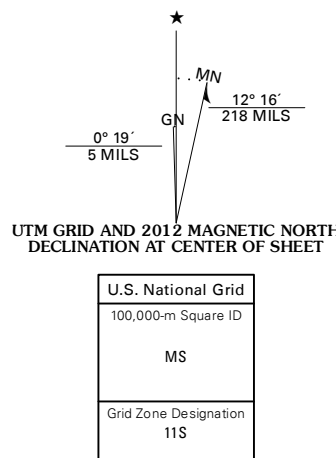 ★
MN
GN
12° 16´
218 MILS
0° 19´
5 MILS
UTM GRID AND 2012 MAGNETIC NORTH
DECLINATION AT CENTER OF SHEET
U.S. National Grid
100,000-m Square ID
MS
Grid Zone Designation
11S